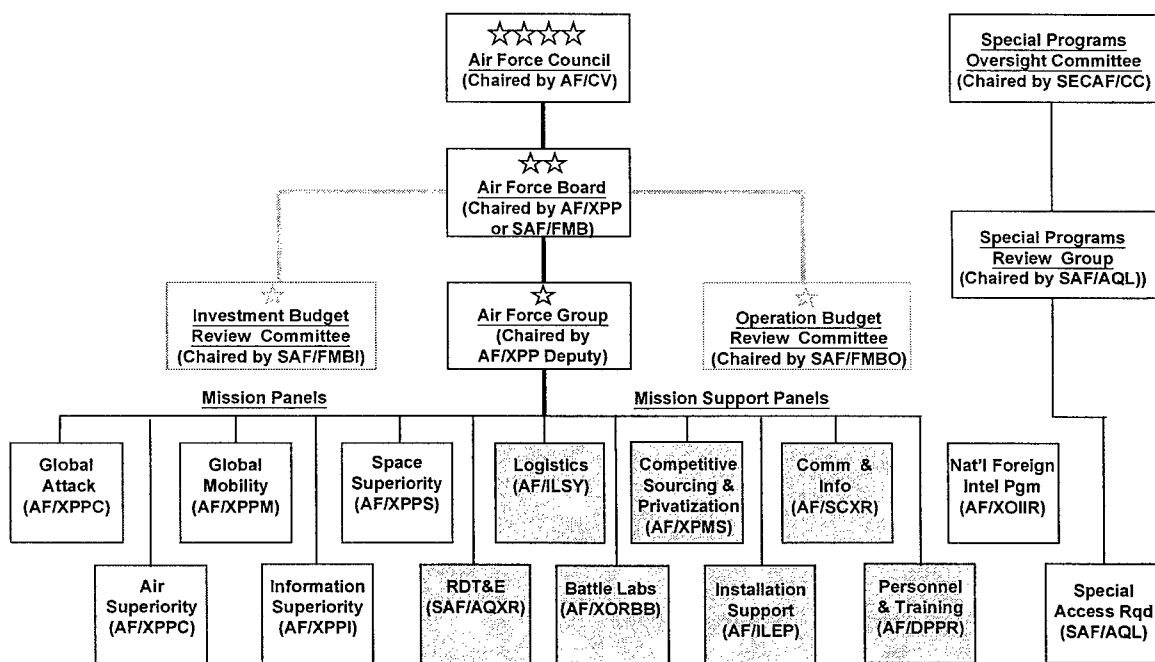 Air Force Council
(Chaired by AF/CV)
Special Programs
Oversight Committee
(Chaired by SECAF/CC)
Air Force Board
(Chaired by AF/XPP
or SAF/FMB)
Special Programs
Review Group
(Chaired by SAF/AQL))
Investment Budget
Review Committee
(Chaired by SAF/FMBI)
Air Force Group
(Chaired by
AF/XPP Deputy)
Operation Budget
Review Committee
(Chaired by SAF/FMBO)
Mission Panels
Mission Support Panels
Global
Attack
(AF/XPPC)
Global
Mobility
(AF/XPPM)
Space
Superiority
(AF/XPPS)
Logistics
(AF/ILSY)
Competitive
Sourcing &
Privatization
(AF/XPMS)
Comm &
Info
(AF/SCXR)
Nat'l Foreign
Intel Pgm
(AF/XOIIR)
Air
Superiority
(AF/XPPC)
Information
Superiority
(AF/XPPI)
RDT&E
(SAF/AQXR)
Battle Labs
(AF/XORBB)
Installation
Support
(AF/ILEP)
Personnel
& Training
(AF/DPPR)
Special
Access Rqd
(SAF/AQL)